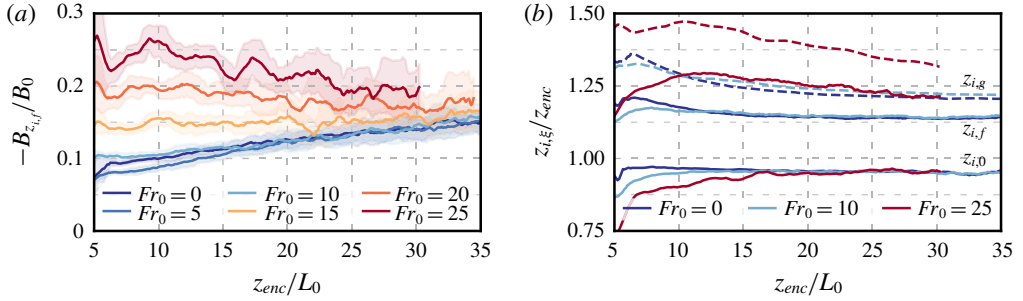 (a)
0.3
0.2
0.1
0
−B_{z_{i,f}}/B_0
Fr_0 = 0
Fr_0 = 10
Fr_0 = 20
Fr_0 = 5
Fr_0 = 15
Fr_0 = 25
5 10 15 20 25 30 35
z_{enc}/L_0
(b)
1.50
1.25
1.00
0.75
z_{i,ξ}/z_{enc}
z_{i,g}
z_{i,f}
z_{i,0}
Fr_0 = 0
Fr_0 = 10
Fr_0 = 25
5 10 15 20 25 30 35
z_{enc}/L_0